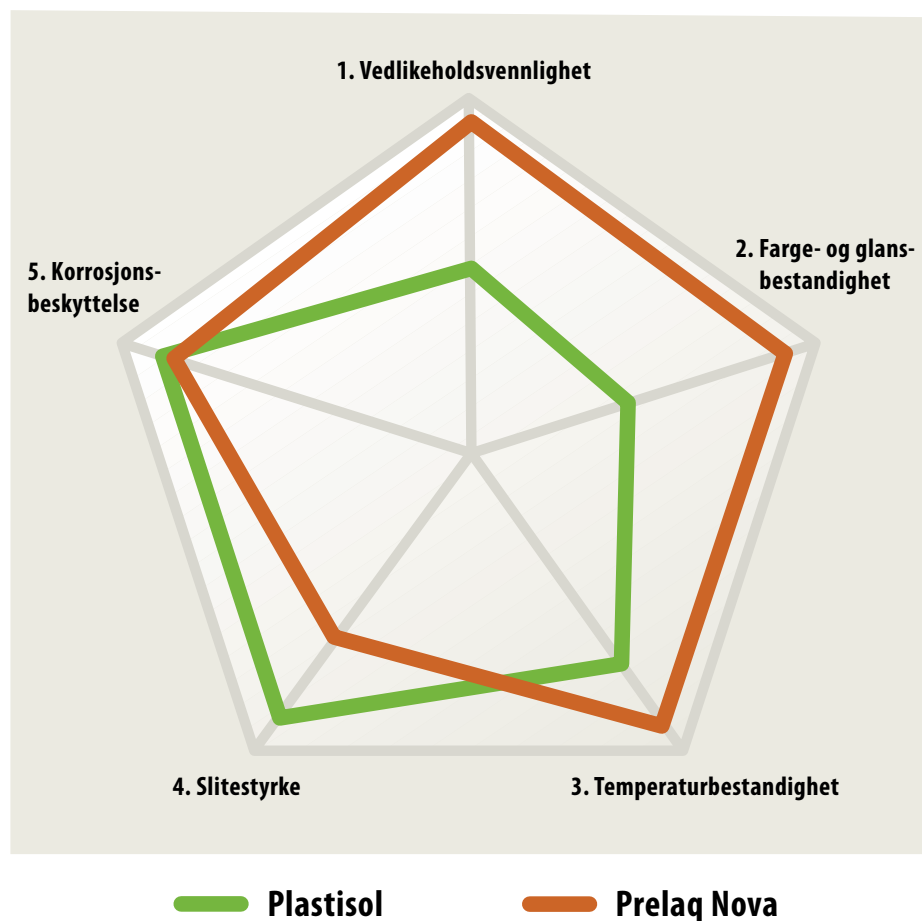 1. Vedlikeholdsvennlighet
2. Farge- og glans-
bestandighet
5. Korrosjons-
beskyttelse
4. Slitestyrke
3. Temperaturbestandighet
Plastisol
Prelaq Nova